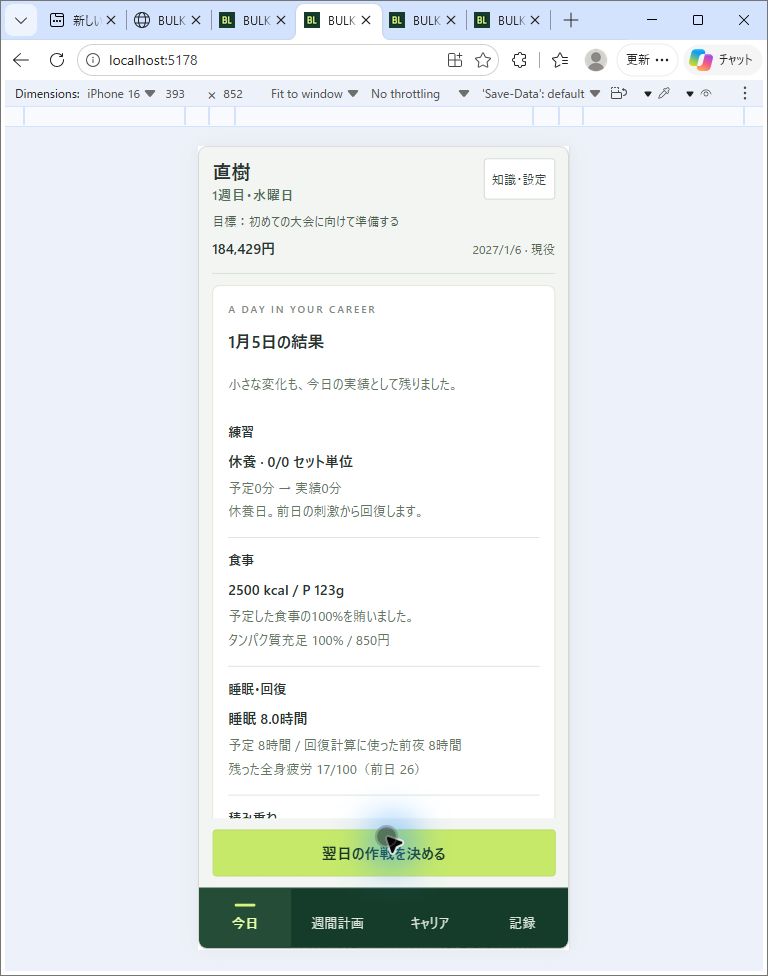 新しい
BULK
BL BULK
BL BULK
BL BULK
BL BULK
localhost:5178
更新
チャット
Dimensions: iPhone 16 393 × 852 Fit to window No throttling 'Save-Data': default
直樹
知識・設定
1週目・水曜日
目標：初めての大会に向けて準備する
184,429円
2027/1/6・現役
A DAY IN YOUR CAREER
1月5日の結果
小さな変化も、今日の実績として残りました。
練習
休養・0/0 セット単位
予定0分 → 実績0分
休養日。前日の刺激から回復します。
食事
2500 kcal / P 123g
予定した食事の100%を賄いました。
タンパク質充足 100% / 850円
睡眠・回復
睡眠 8.0時間
予定 8時間 / 回復計算に使った前夜 8時間
残った全身疲労 17/100（前日 26）
積み重ね
翌日の作戦を決める
今日
週間計画
キャリア
記録